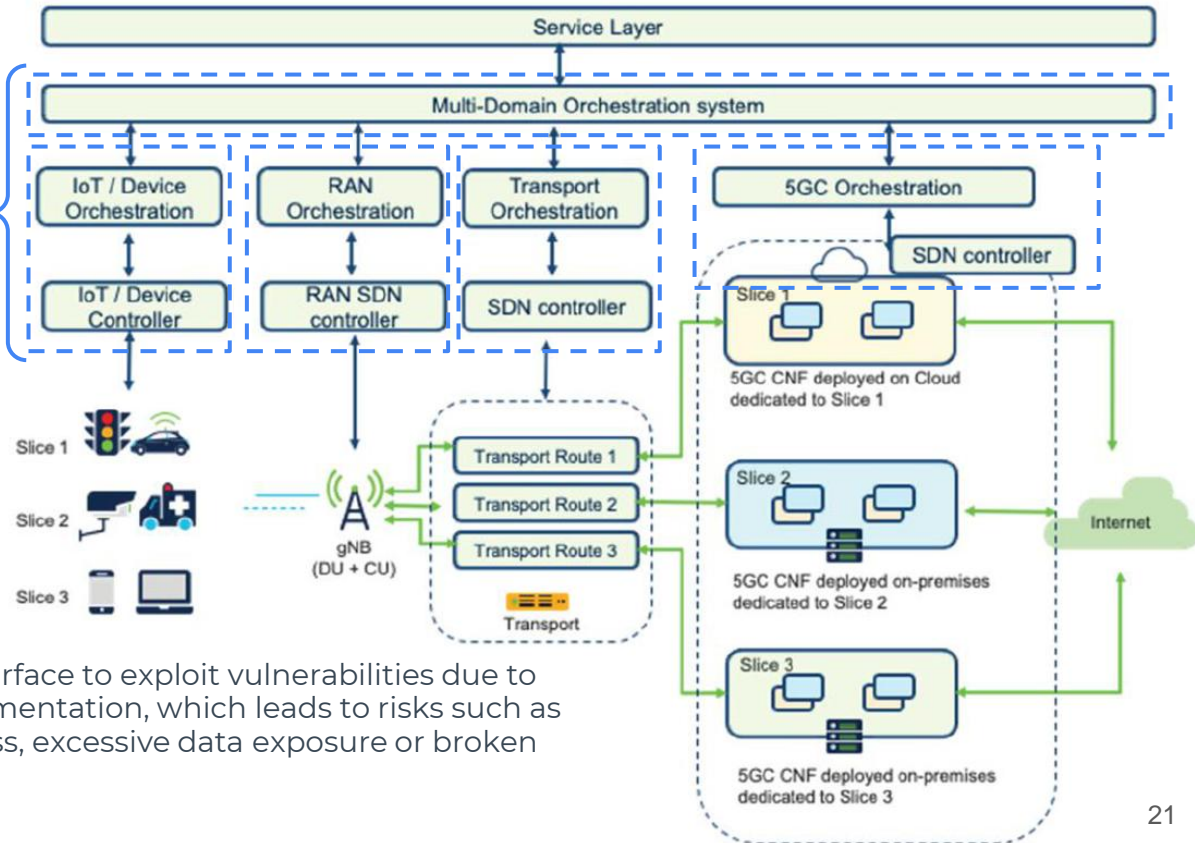 Service Layer
Multi-Domain Orchestration system
IoT / Device
Orchestration
RAN
Orchestration
Transport
Orchestration
5GC Orchestration
SDN controller
IoT / Device
Controller
RAN SDN
controller
SDN controller
Slice 1
5GC CNF deployed on Cloud
dedicated to Slice 1
Slice 1
Slice 2
Slice 3
gNB
(DU + CU)
Transport Route 1
Transport Route 2
Transport Route 3
Transport
Slice 2
5GC CNF deployed on-premises
dedicated to Slice 2
Internet
Slice 3
5GC CNF deployed on-premises
dedicated to Slice 3
rface to exploit vulnerabilities due to
mentation, which leads to risks such as
ss, excessive data exposure or broken
21